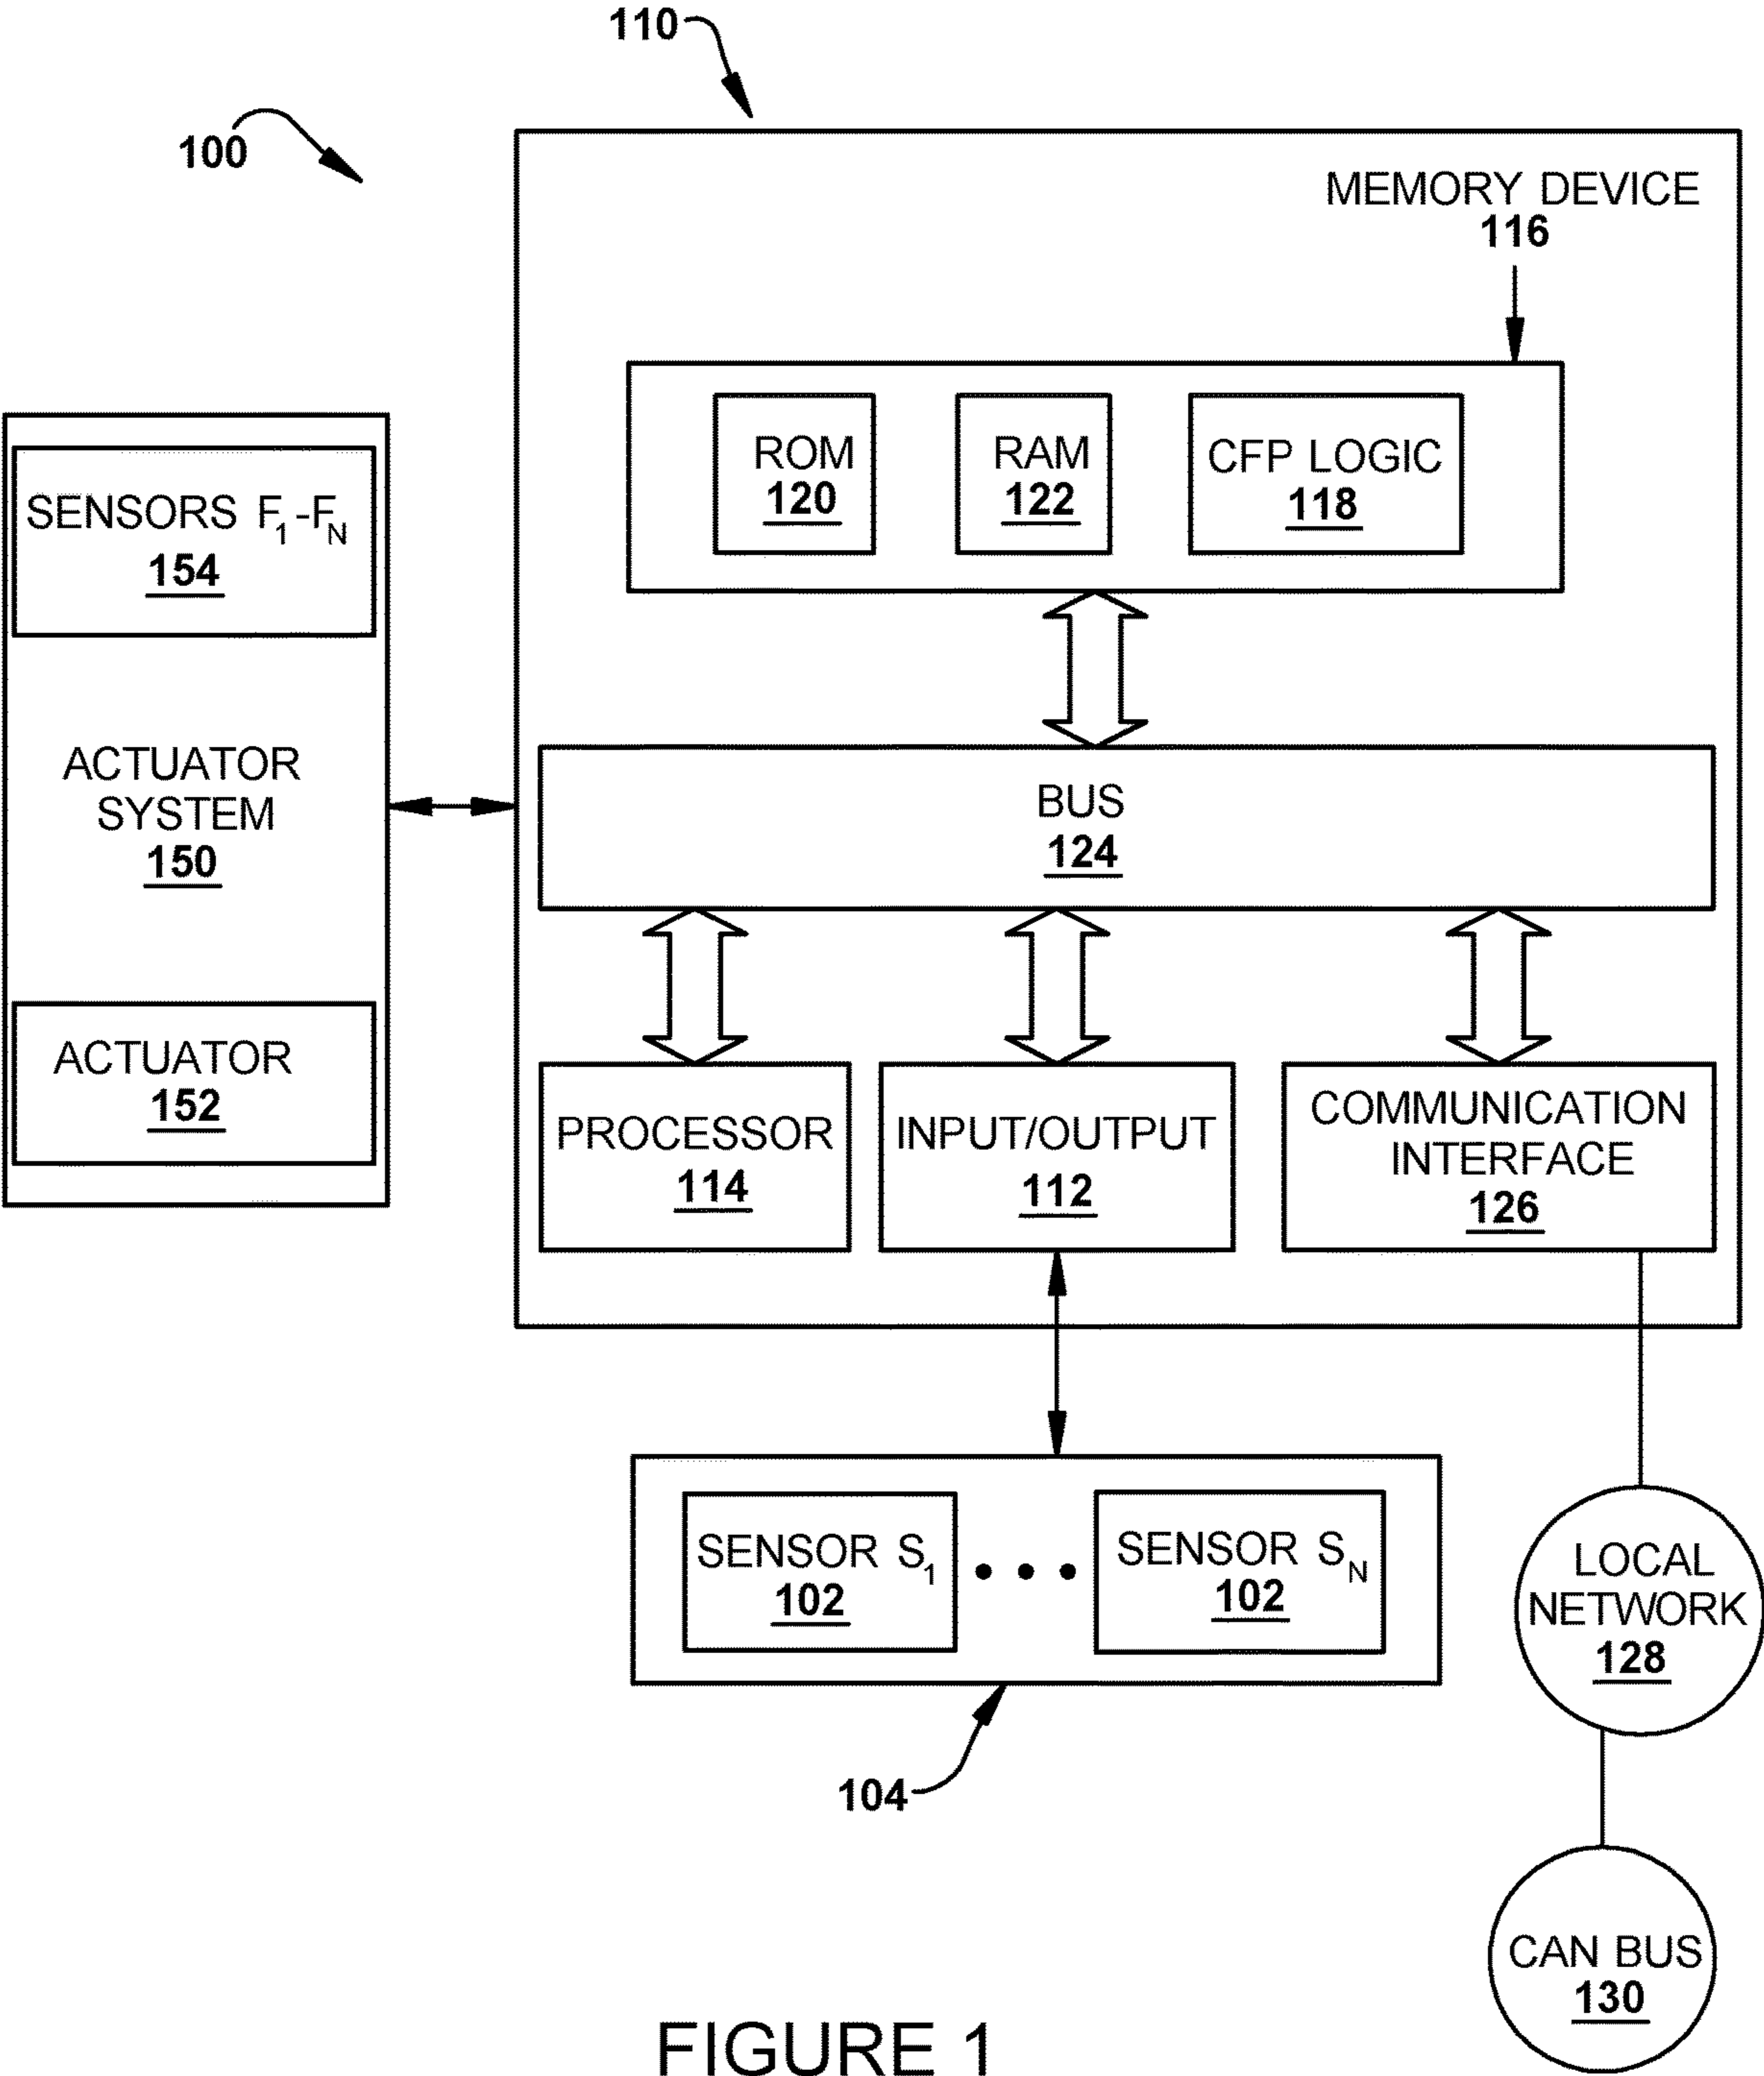 110
100
MEMORY DEVICE
116
ROM
120
RAM
122
CFP LOGIC
118
SENSORS F1-FN
154
ACTUATOR
SYSTEM
150
BUS
124
ACTUATOR
152
PROCESSOR
114
INPUT/OUTPUT
112
COMMUNICATION
INTERFACE
126
SENSOR S1
102
SENSOR SN
102
LOCAL
NETWORK
128
104
CAN BUS
130
FIGURE 1